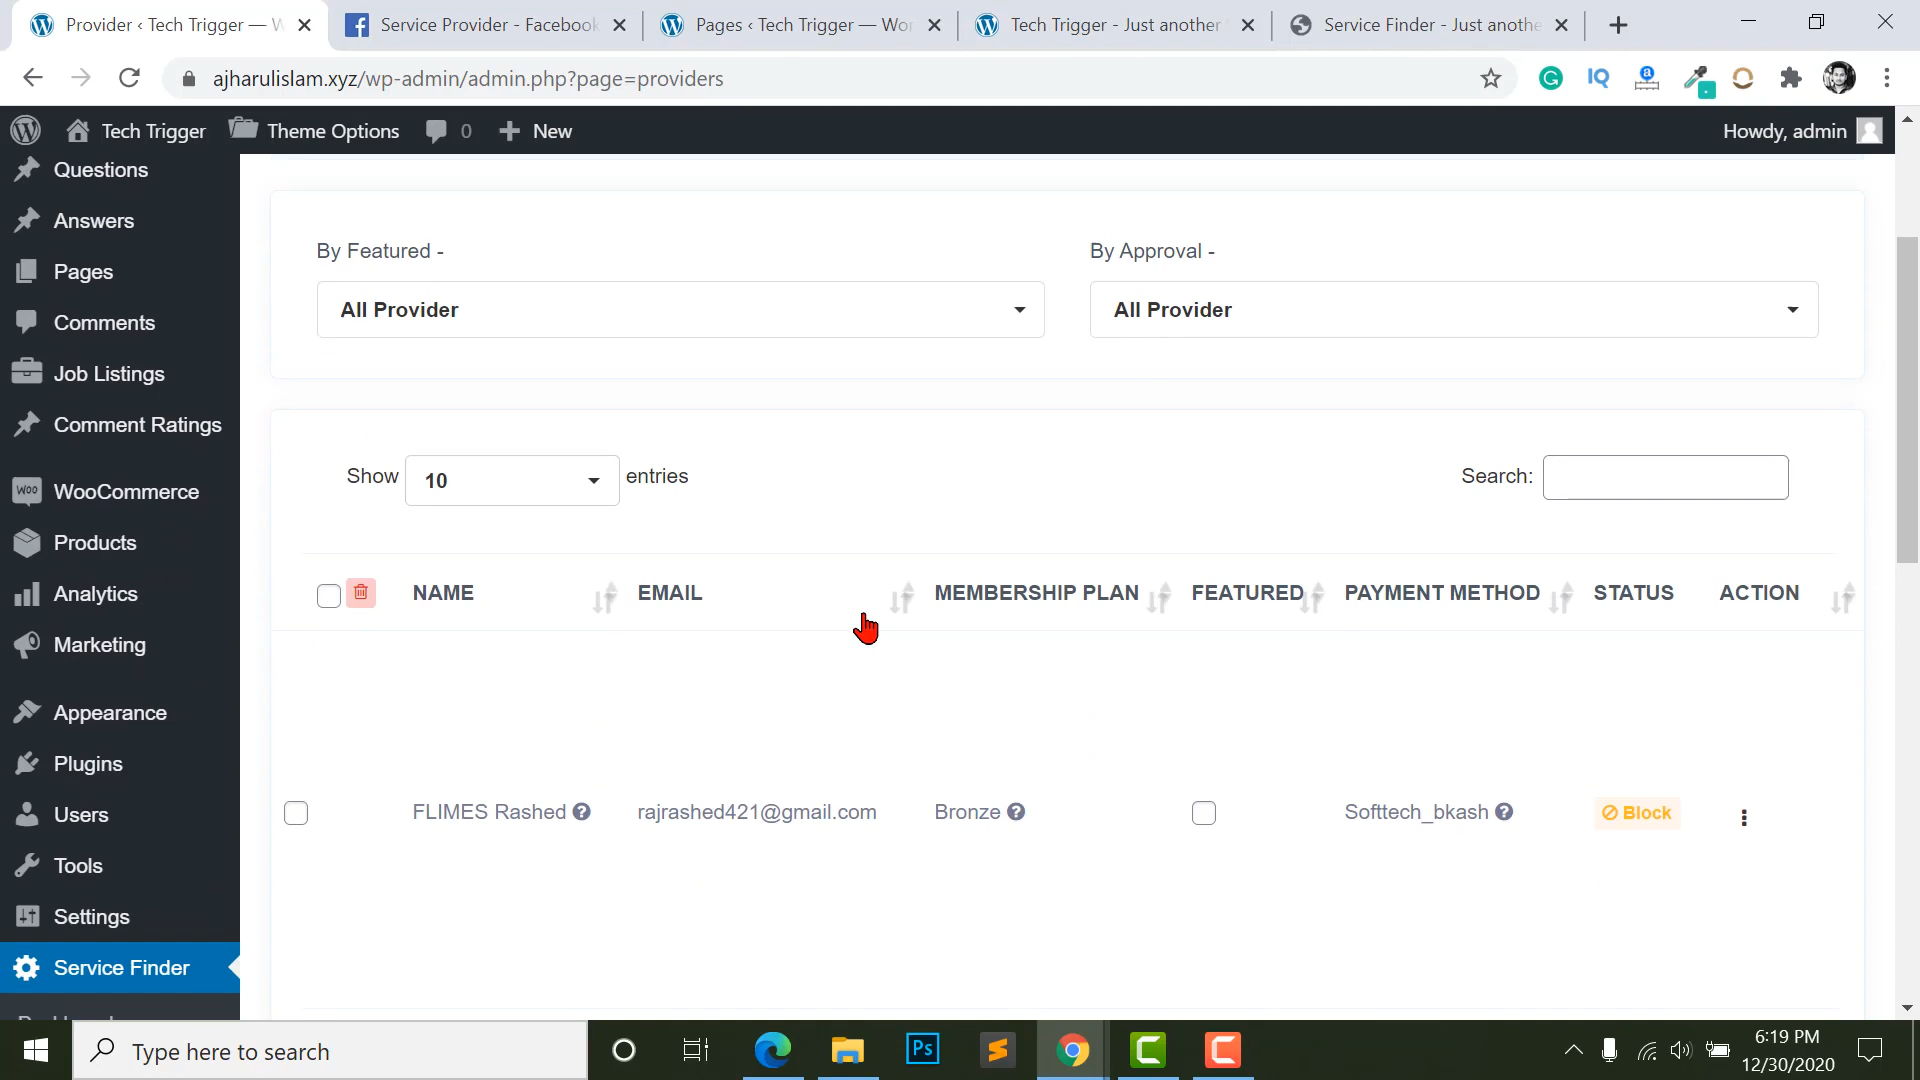 Provider ‹ Tech Trigger — W
Service Provider - Facebook
Pages ‹ Tech Trigger — Wor
Tech Trigger - Just another
Service Finder - Just anothe
ajharulislam.xyz/wp-admin/admin.php?page=providers
Tech Trigger
Theme Options
0
New
Howdy, admin
Questions
Answers
Pages
Comments
Job Listings
Comment Ratings
WooCommerce
Products
Analytics
Marketing
Appearance
Plugins
Users
Tools
Settings
Service Finder
By Featured -
By Approval -
All Provider
All Provider
Show 10 entries
Search:
NAME EMAIL MEMBERSHIP PLAN FEATURED PAYMENT METHOD STATUS ACTION
FLIMES Rashed rajrashed421@gmail.com Bronze Softtech_bkash Block
Type here to search
Ps
6:19 PM
12/30/2020